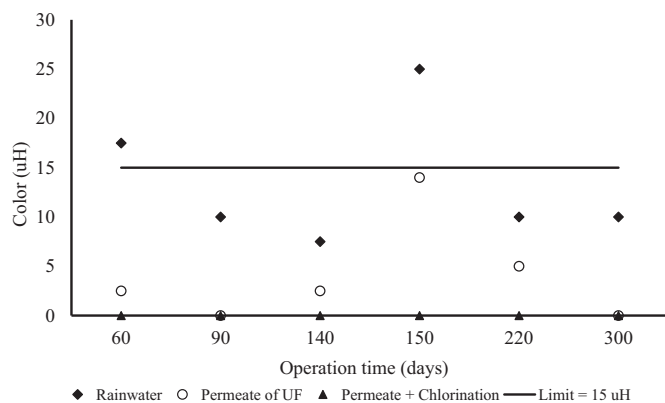 30
25
20
15
10
5
0
Color (uH)
60 90 140 150 220 300
Operation time (days)
Rainwater Permeate of UF Permeate + Chlorination Limit = 15 uH